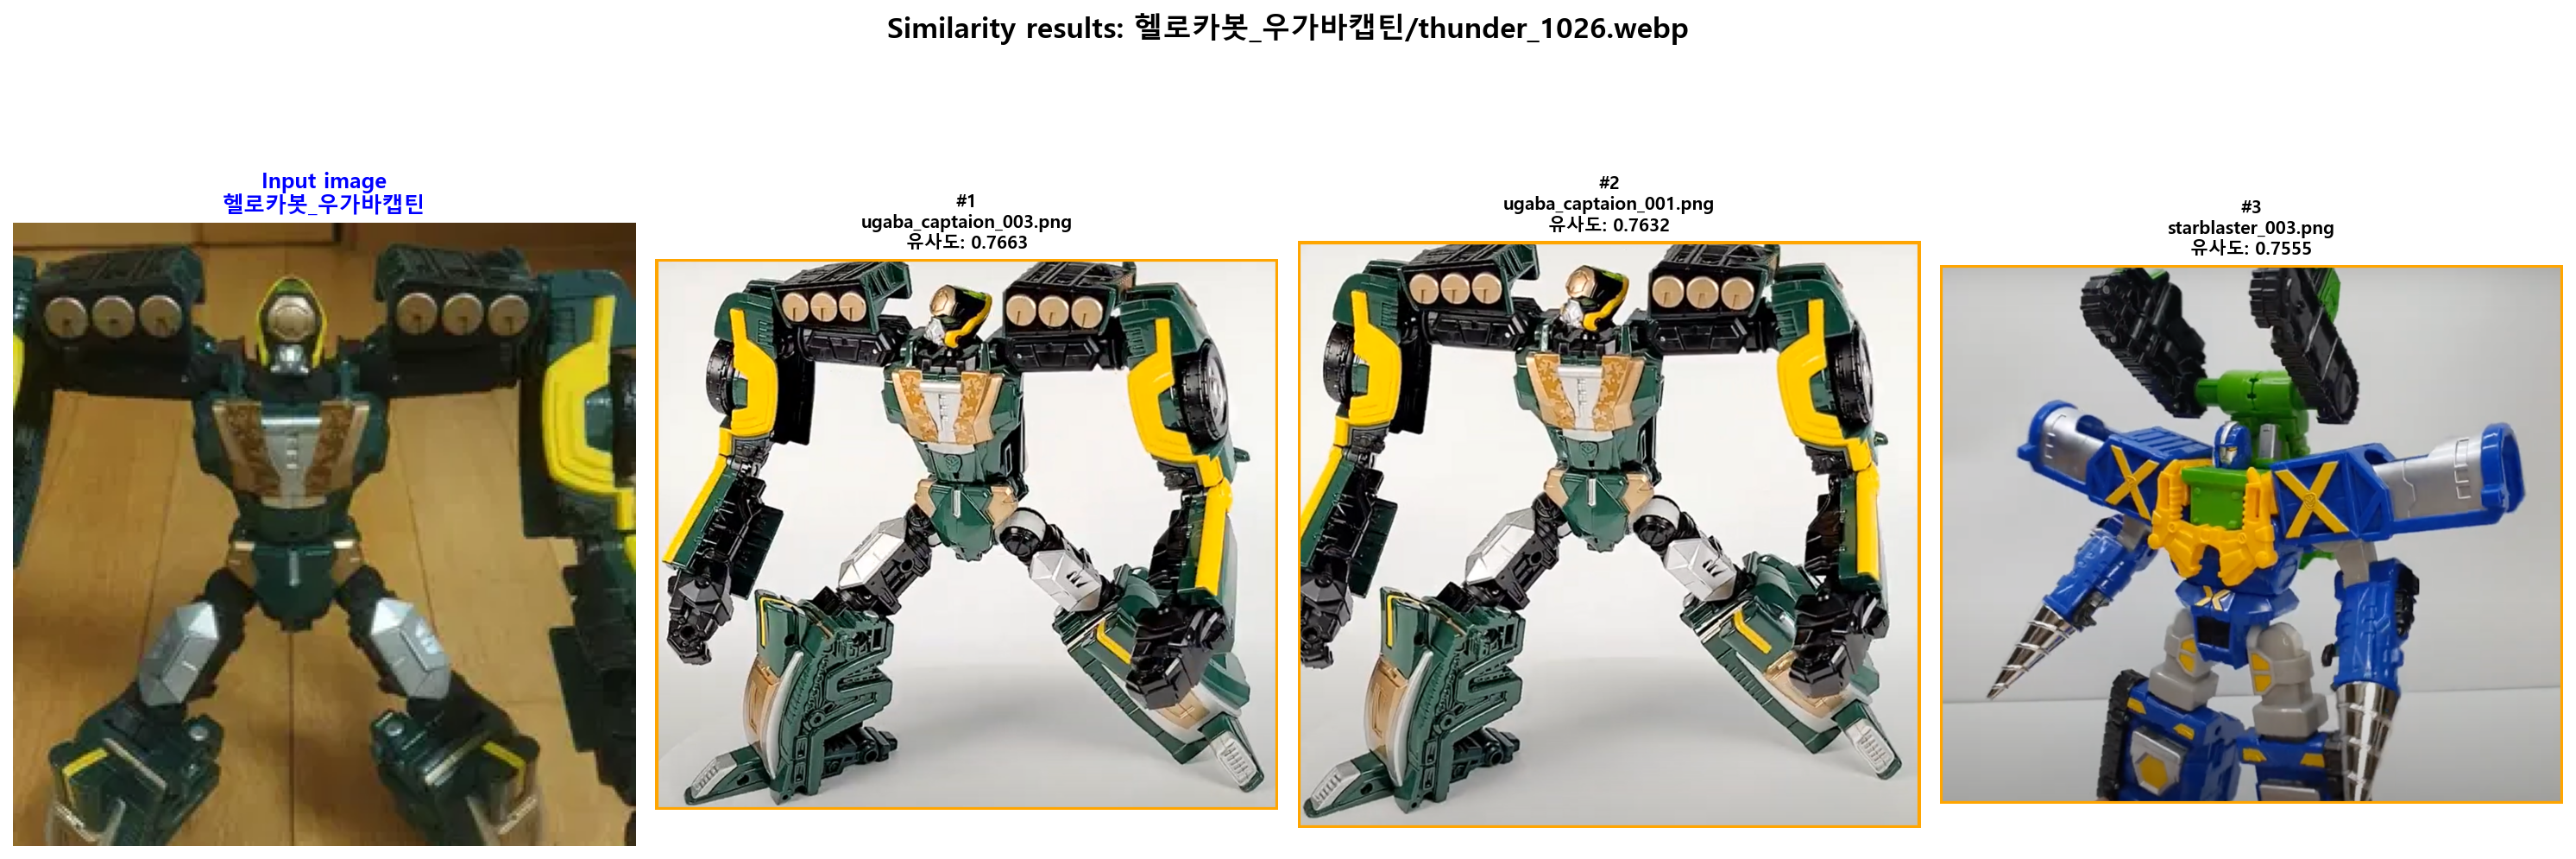 Similarity results: 헬로카봇_우가바캡틴/thunder_1026.webp
Input image
헬로카봇_우가바캡틴
#1
ugaba_captaion_003.png
유사도: 0.7663
#2
ugaba_captaion_001.png
유사도: 0.7632
#3
starblaster_003.png
유사도: 0.7555